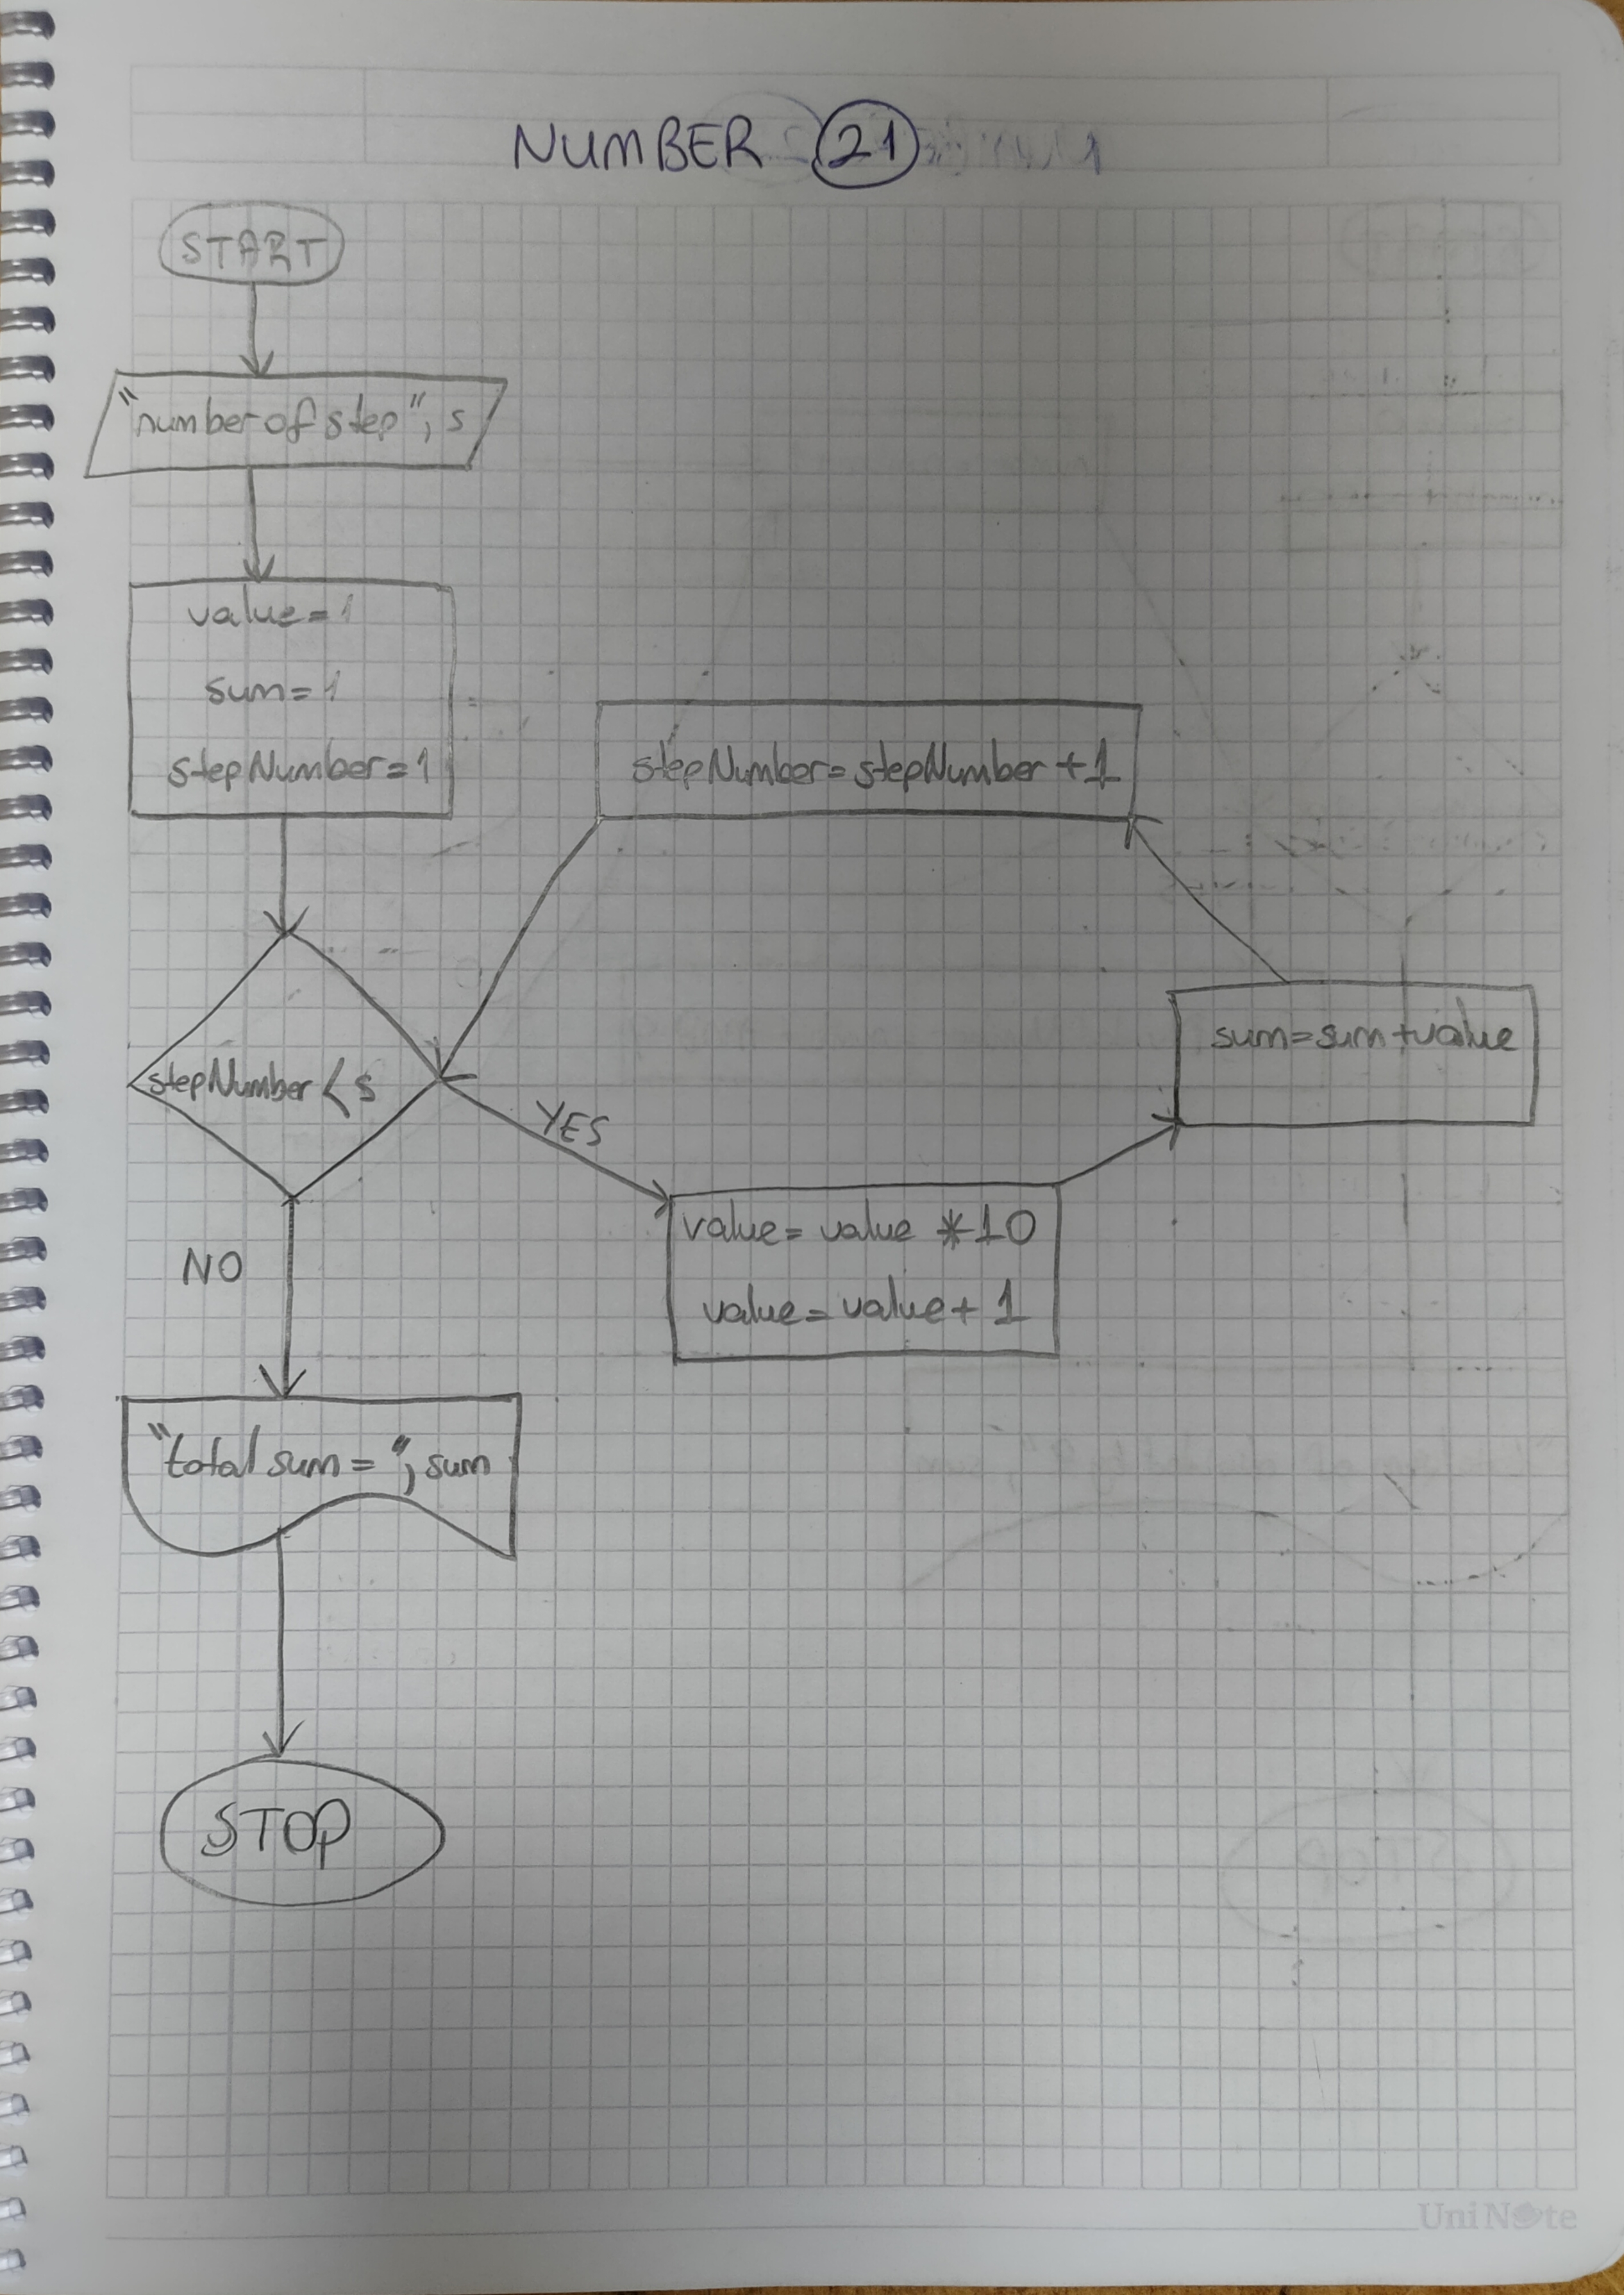 NUMBER 21
START
"number of step", s
value=1
sum=1
stepNumber=1
stepNumber=stepNumber+1
sum=sum+value
stepNumber<s
YES
value=value *10
value=value+1
NO
"total sum=", sum
STOP
UniNote